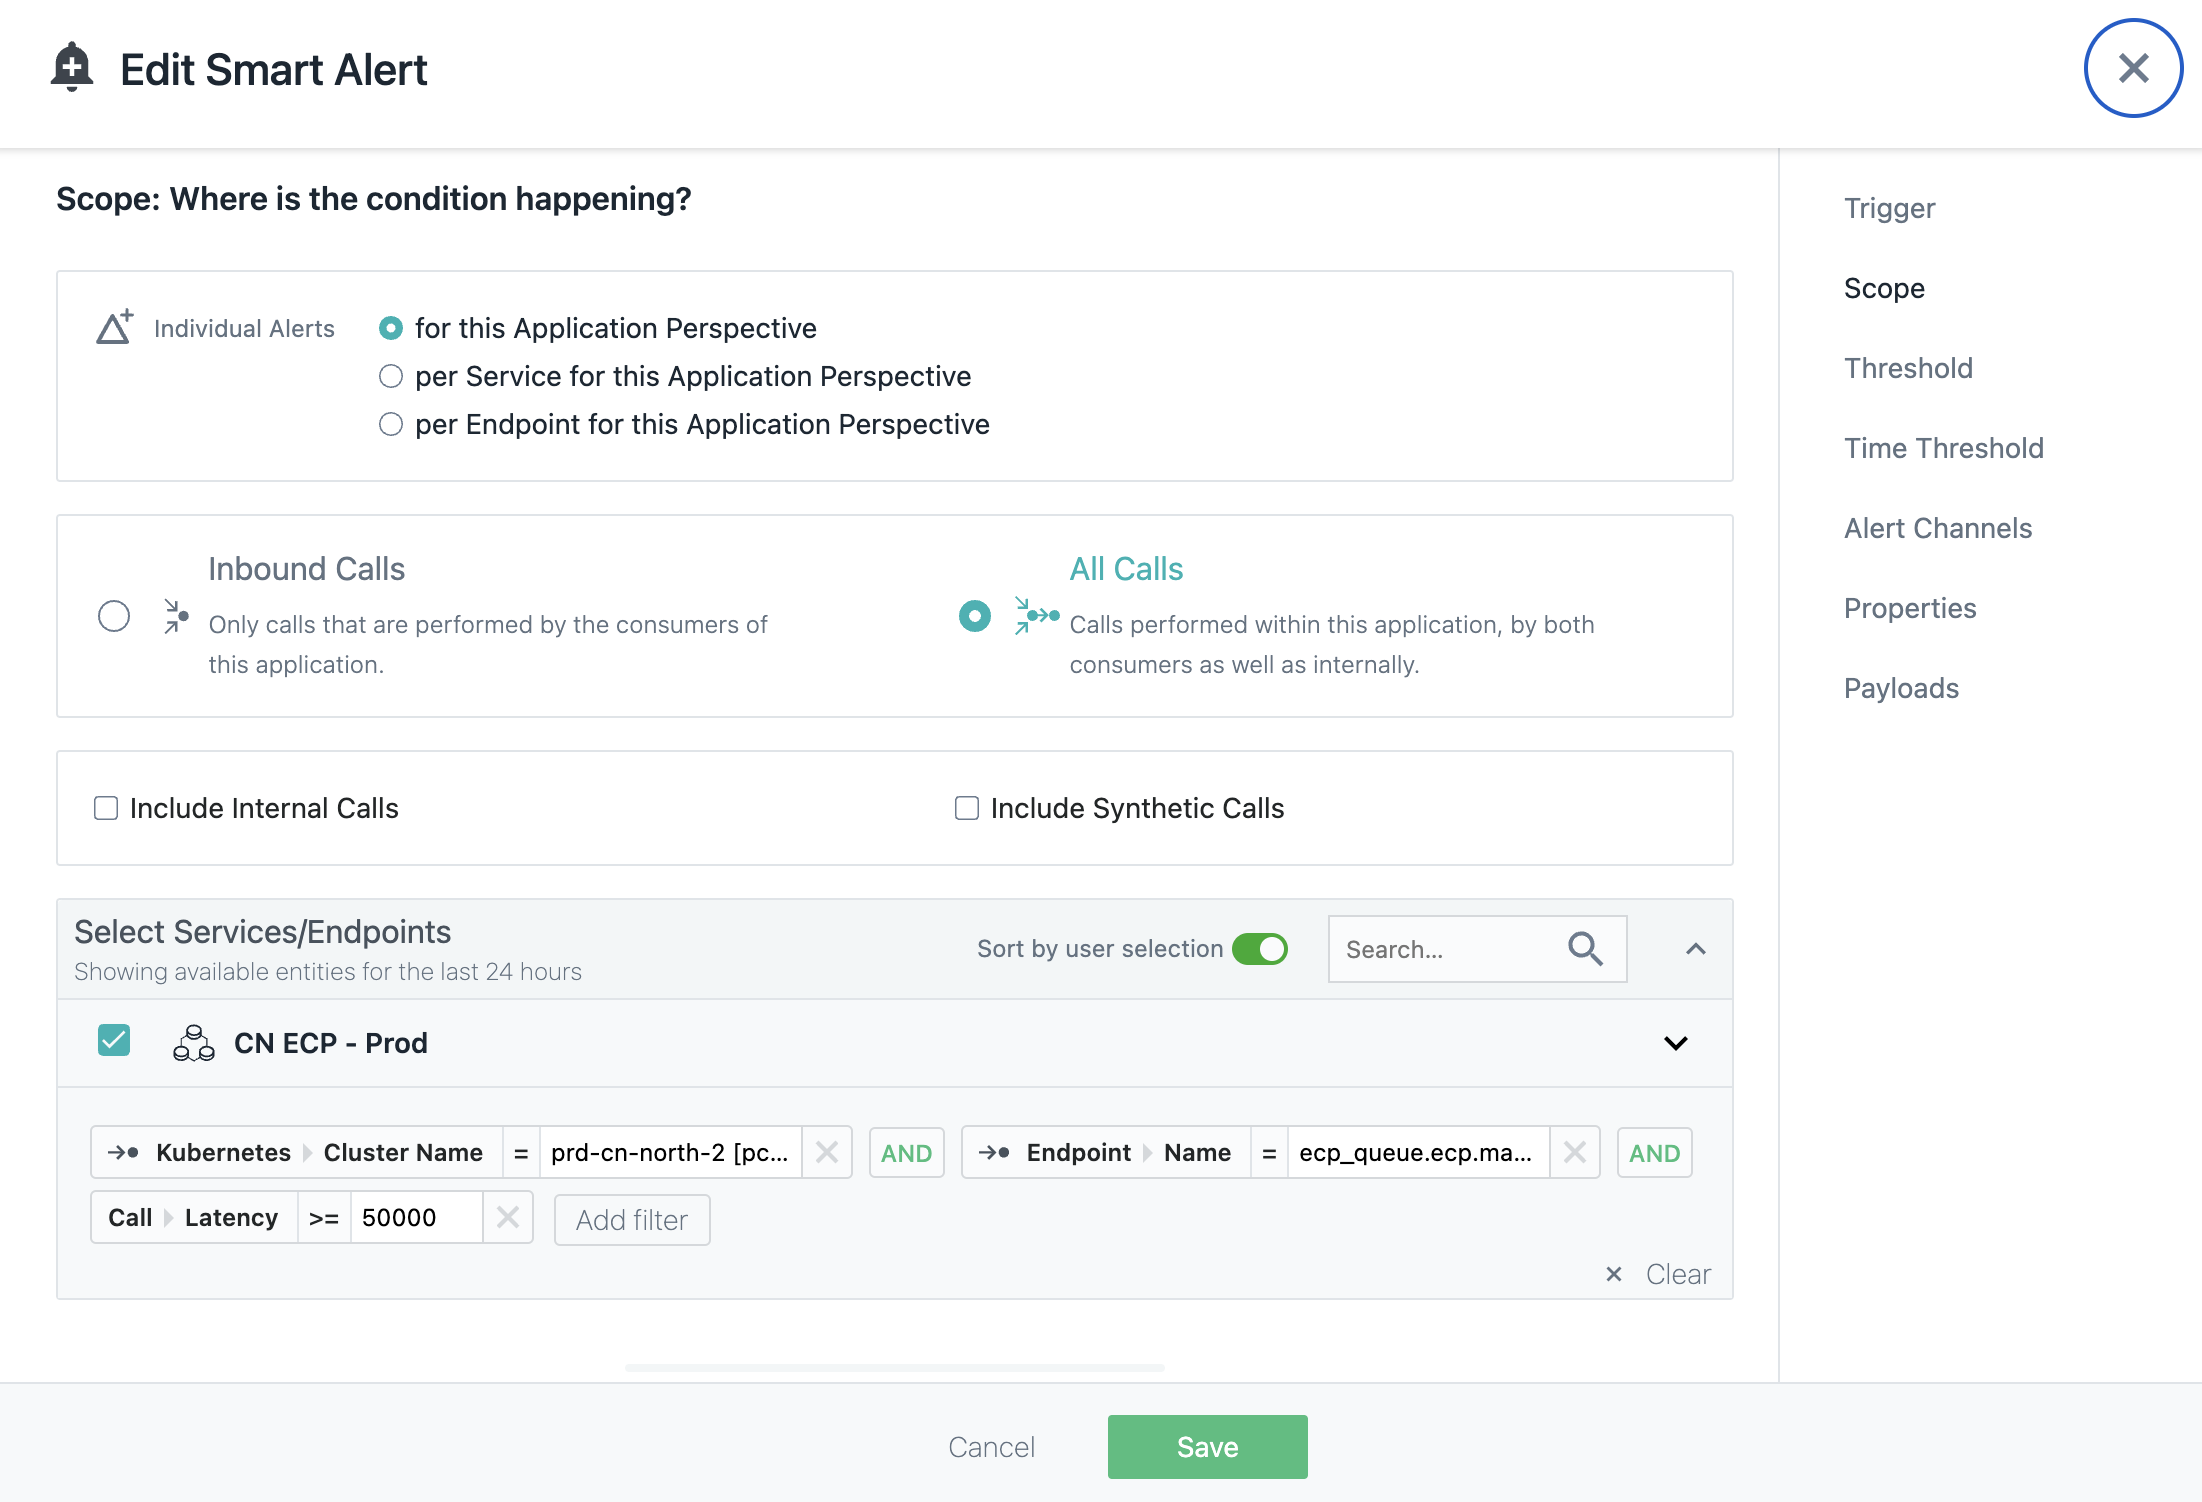 Edit Smart Alert
Scope: Where is the condition happening?
Individual Alerts
for this Application Perspective
per Service for this Application Perspective
per Endpoint for this Application Perspective
Inbound Calls
Only calls that are performed by the consumers of
this application.
All Calls
Calls performed within this application, by both
consumers as well as internally.
Include Internal Calls
Include Synthetic Calls
Select Services/Endpoints
Showing available entities for the last 24 hours
Sort by user selection
Search...
CN ECP - Prod
Kubernetes Cluster Name = prd-cn-north-2 [pc... AND Endpoint Name = ecp_queue.ecp.ma... AND
Call Latency >= 50000 Add filter
Clear
Cancel
Save
Trigger
Scope
Threshold
Time Threshold
Alert Channels
Properties
Payloads